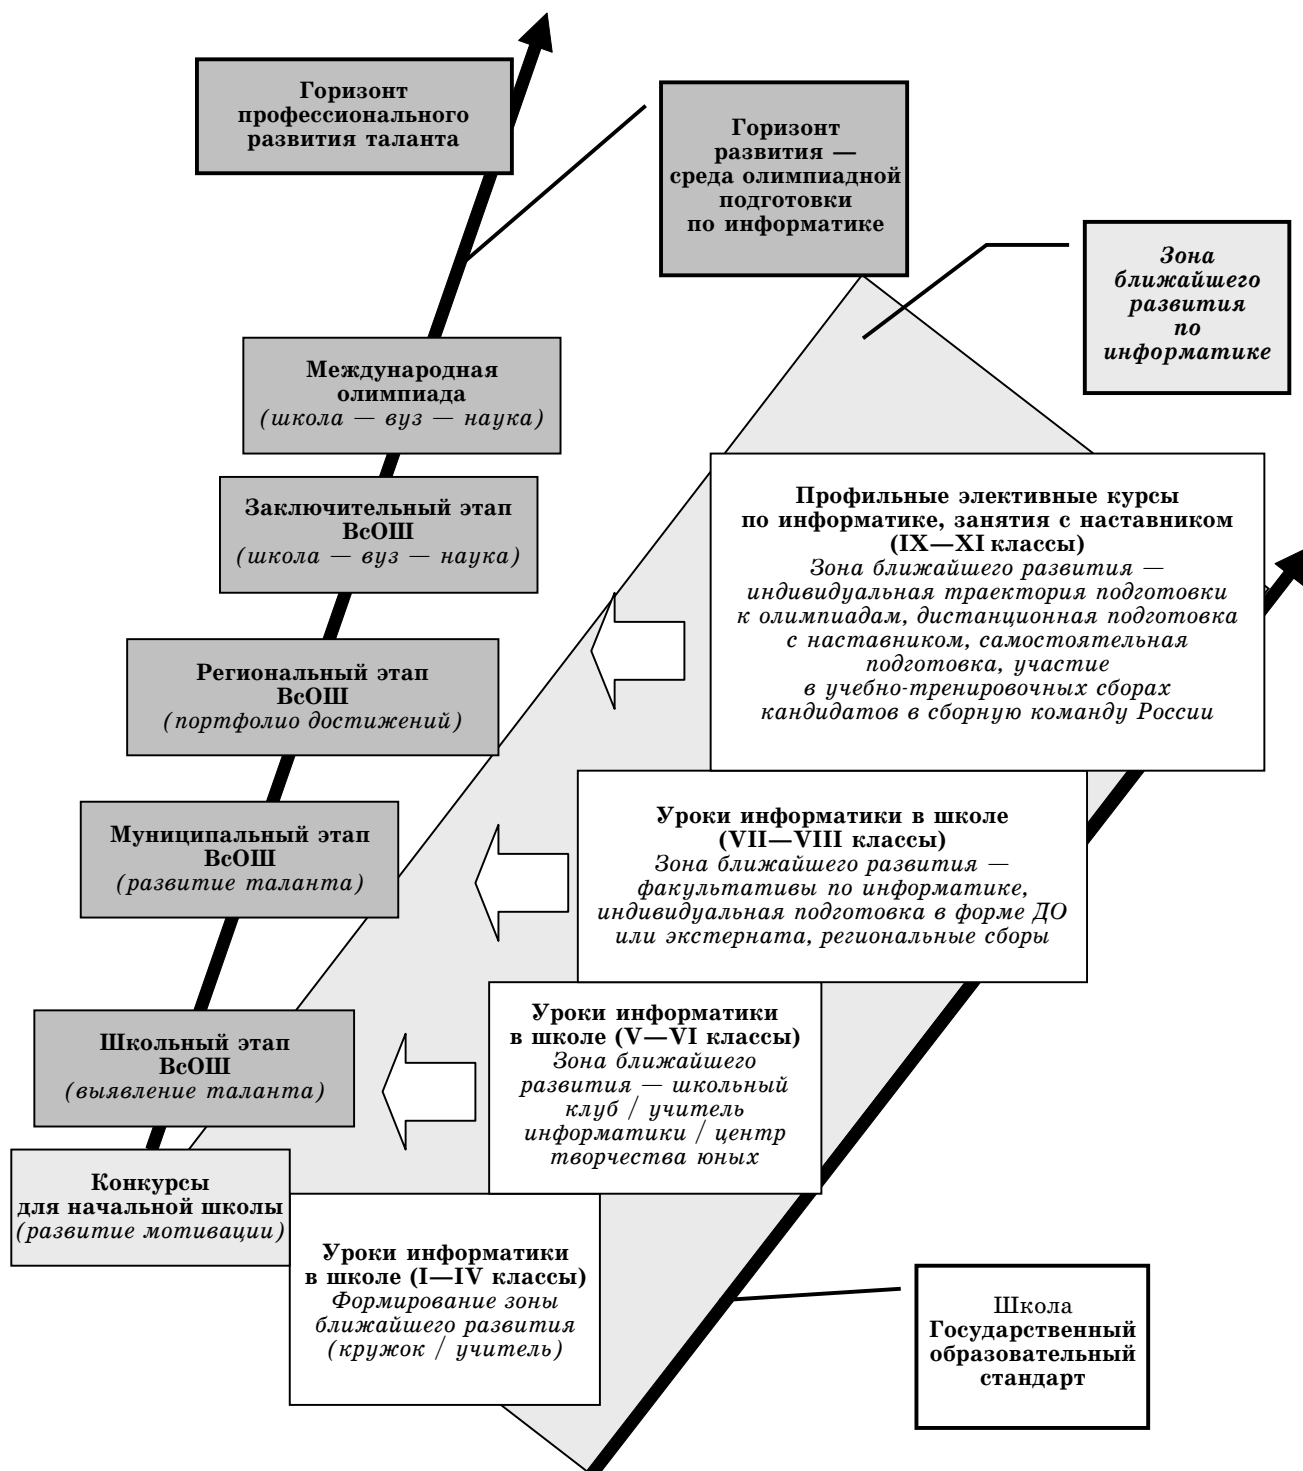 Горизонт
профессионального
развития таланта
Горизонт
развития —
среда олимпиадной
подготовки
по информатике
Зона
ближайшего
развития
по
информатике
Международная
олимпиада
(школа — вуз — наука)
Заключительный этап
ВсОШ
(школа — вуз — наука)
Профильные элективные курсы
по информатике, занятия с наставником
(IX—XI классы)
Зона ближайшего развития —
индивидуальная траектория подготовки
к олимпиадам, дистанционная подготовка
с наставником, самостоятельная
подготовка, участие
в учебно-тренировочных сборах
кандидатов в сборную команду России
Региональный этап
ВсОШ
(портфолио достижений)
Муниципальный этап
ВсОШ
(развитие таланта)
Уроки информатики в школе
(VII—VIII классы)
Зона ближайшего развития —
факультативы по информатике,
индивидуальная подготовка в форме ДО
или экстерната, региональные сборы
Школьный этап
ВсОШ
(выявление таланта)
Уроки информатики
в школе (V—VI классы)
Зона ближайшего
развития — школьный
клуб / учитель
информатики / центр
творчества юных
Конкурсы
для начальной школы
(развитие мотивации)
Уроки информатики
в школе (I—IV классы)
Формирование зоны
ближайшего развития
(кружок / учитель)
Школа
Государственный
образовательный
стандарт